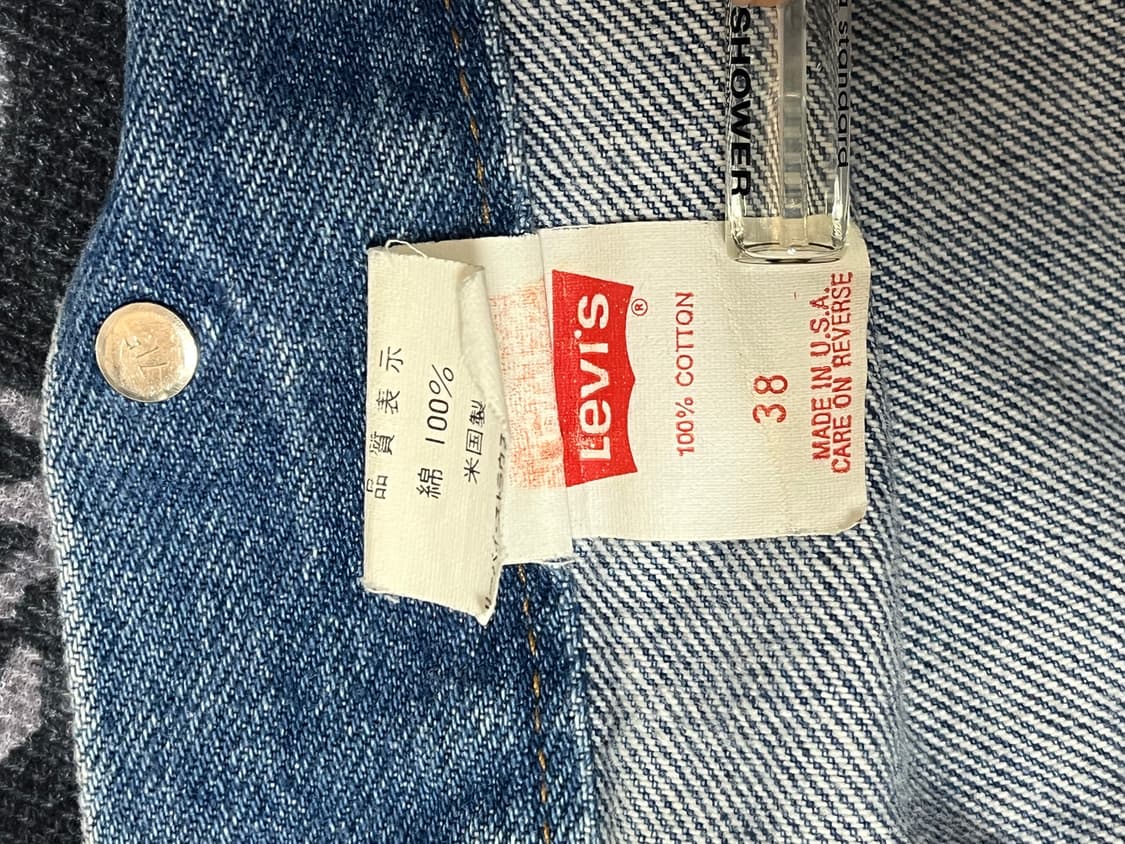 品質表示
綿 100%
米国製
Levi's®
100% COTTON
38
MADE IN U.S.A.
CARE ON REVERSE
SHOWER
standard